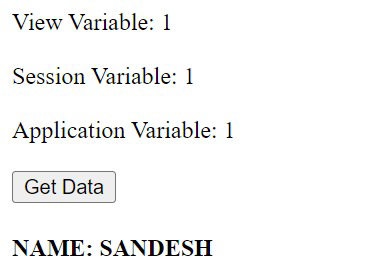 View Variable: 1
Session Variable: 1
Application Variable: 1
Get Data
NAME: SANDESH